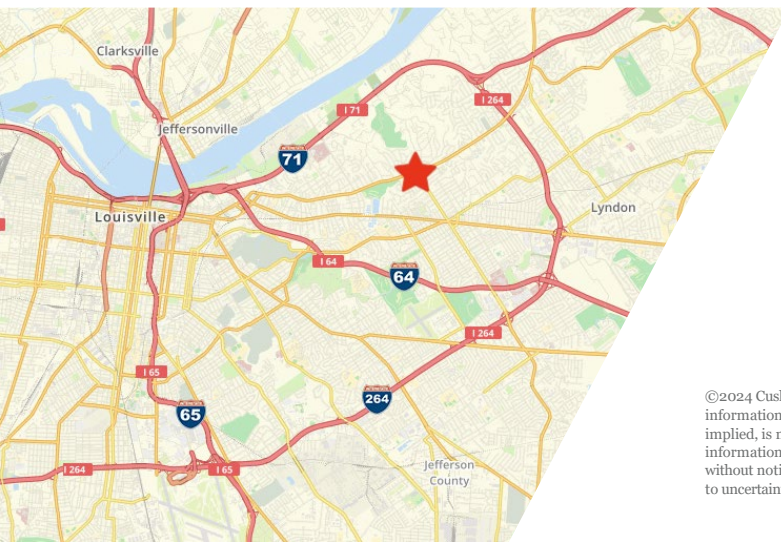 Clarksville
I 71
I 264
Jeffersonville
71
Louisville
Lyndon
I 64
64
I 264
I 65
264
65
I 264
I 65
Jefferson
County
©2024 Cush
information
implied, is n
information
without noti
to uncertain